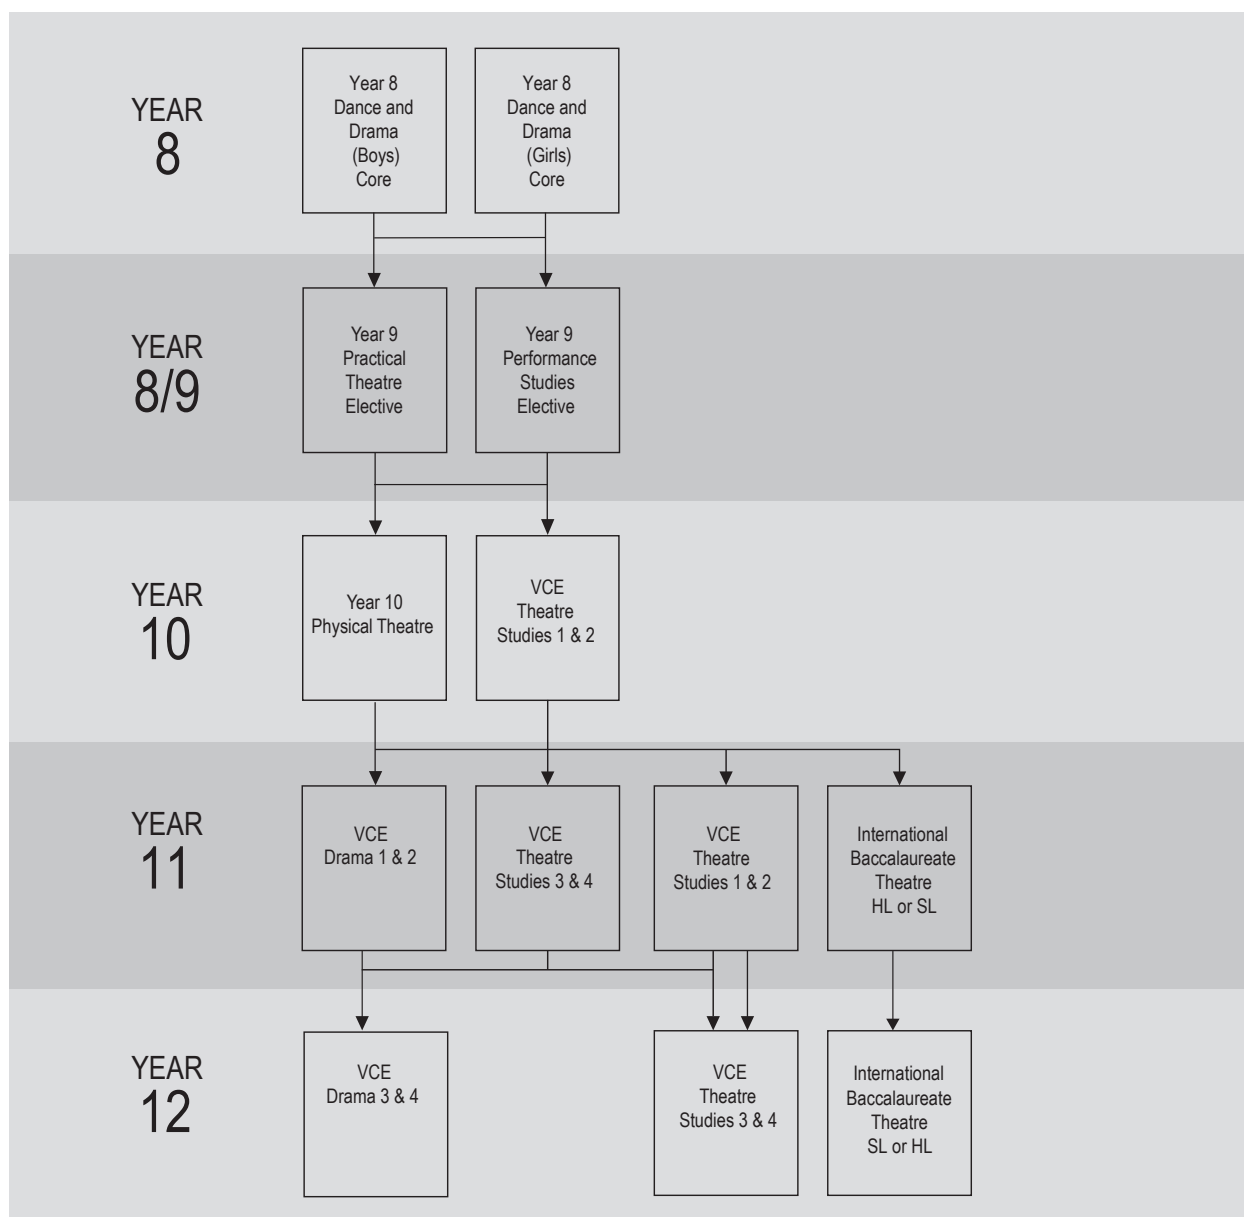 YEAR
8
Year 8
Dance and
Drama
(Boys)
Core
Year 8
Dance and
Drama
(Girls)
Core
YEAR
8/9
Year 9
Practical
Theatre
Elective
Year 9
Performance
Studies
Elective
YEAR
10
Year 10
Physical Theatre
VCE
Theatre
Studies 1 & 2
YEAR
11
VCE
Drama 1 & 2
VCE
Theatre
Studies 3 & 4
VCE
Theatre
Studies 1 & 2
International
Baccalaureate
Theatre
HL or SL
YEAR
12
VCE
Drama 3 & 4
VCE
Theatre
Studies 3 & 4
International
Baccalaureate
Theatre
SL or HL